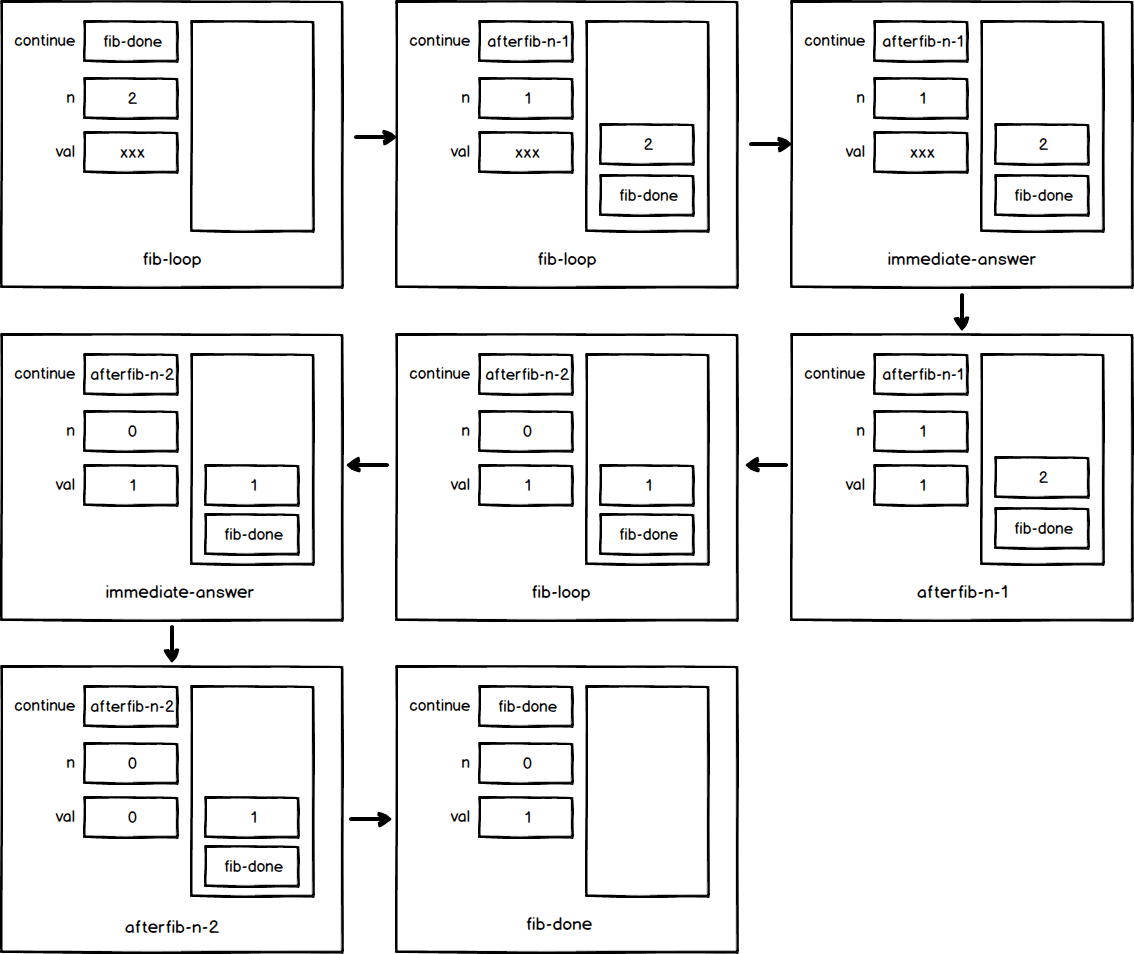 continue fib-done
n 2
val xxx
fib-loop
continue afterfib-n-1
n 1
val xxx 2
fib-done
fib-loop
continue afterfib-n-1
n 1
val xxx 2
fib-done
immediate-answer
continue afterfib-n-2
n 0
val 1 1
fib-done
immediate-answer
continue afterfib-n-2
n 0
val 1 1
fib-done
fib-loop
continue afterfib-n-1
n 1
val 1 2
fib-done
afterfib-n-1
continue afterfib-n-2
n 0
val 0 1
fib-done
afterfib-n-2
continue fib-done
n 0
val 1
fib-done